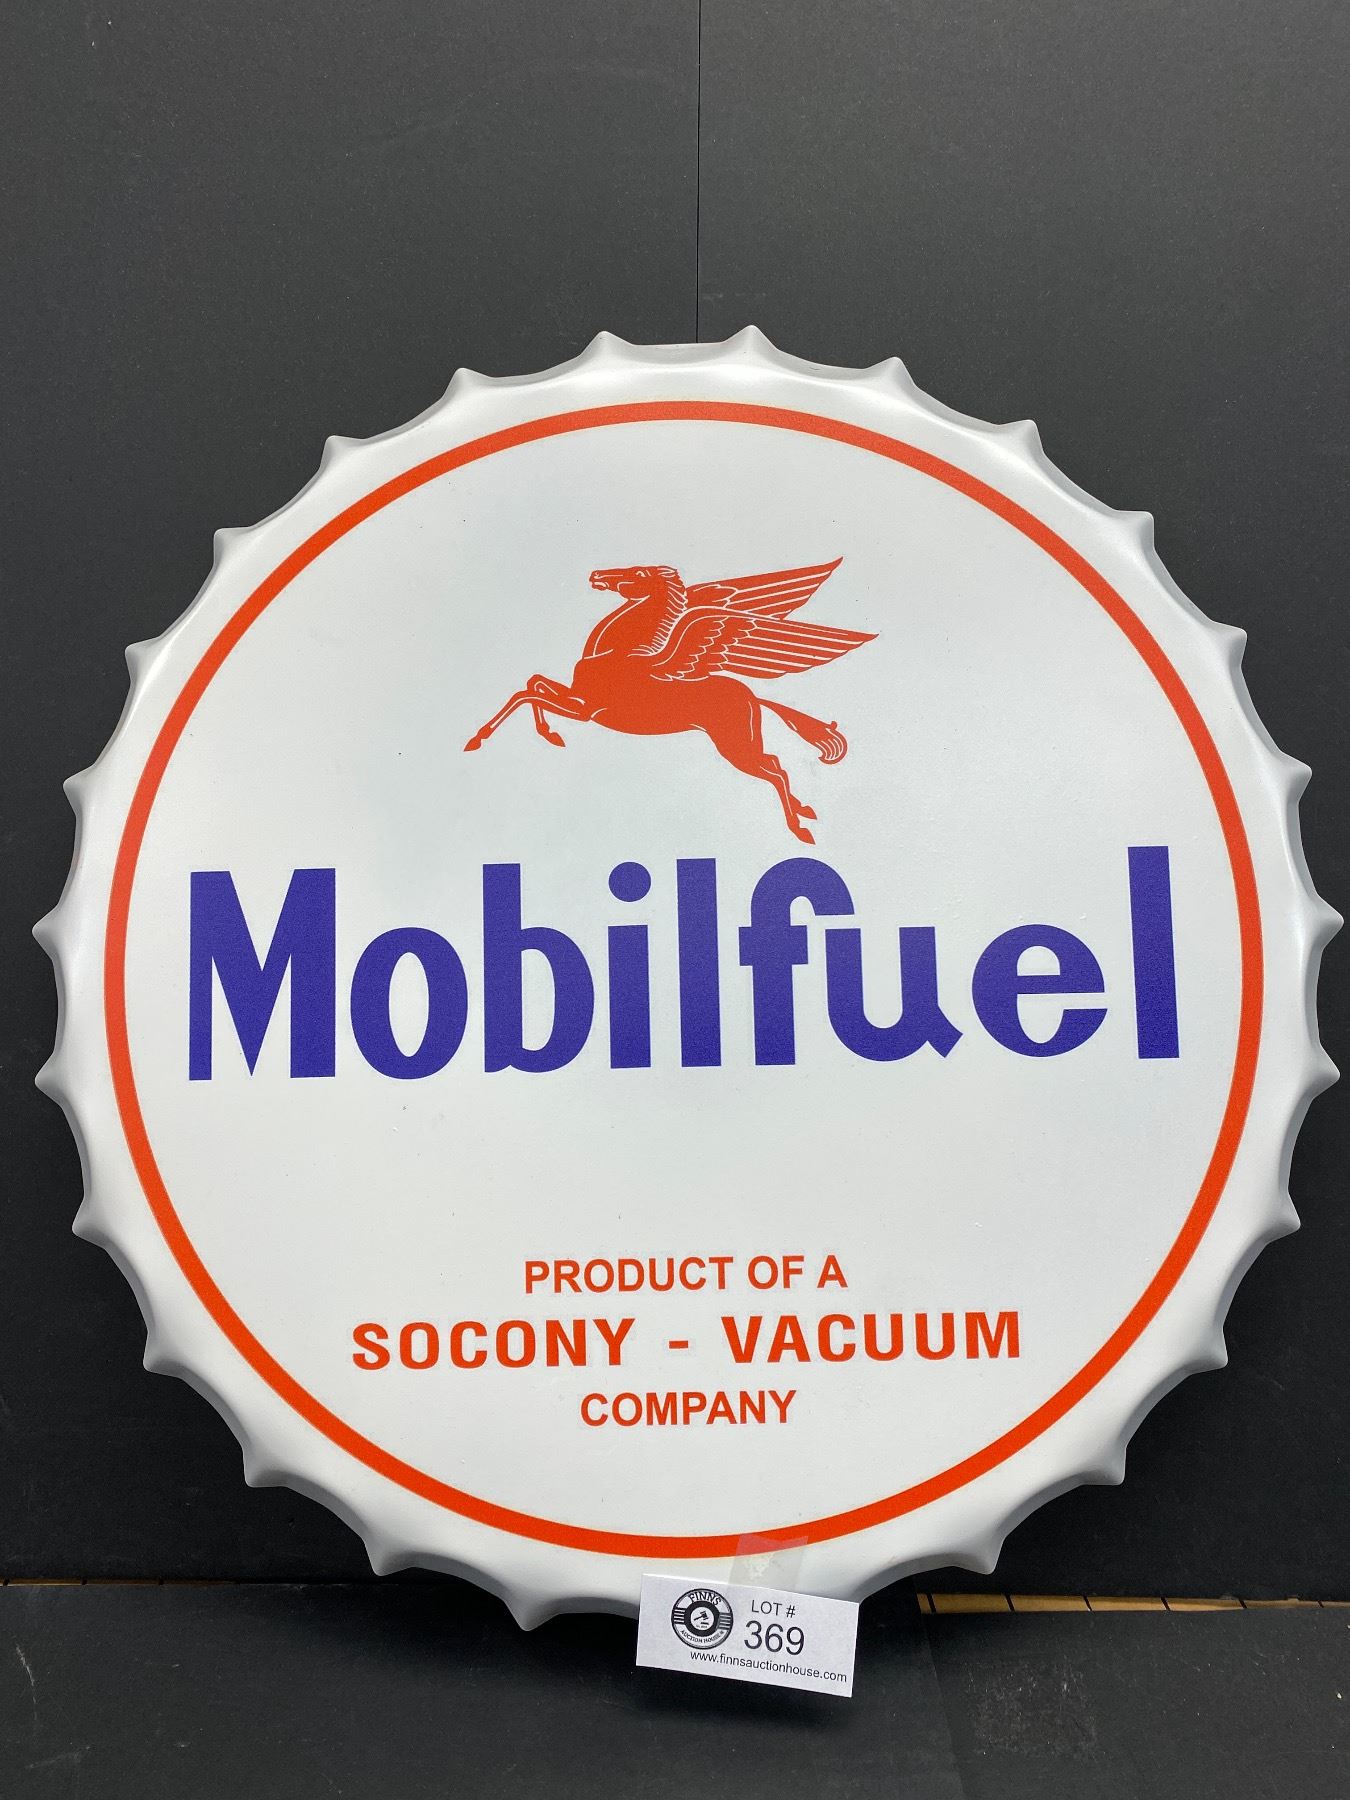 Mobilfuel
PRODUCT OF A
SOCONY - VACUUM
COMPANY
FINNS
AUCTION HOUSE
LOT #
369
www.finnsauctionhouse.com